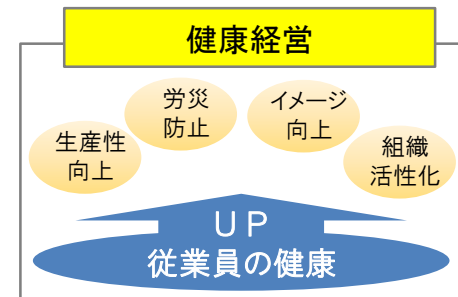 健康経営
労災
防止
イメージ
向上
生産性
向上
組織
活性化
UP
従業員の健康